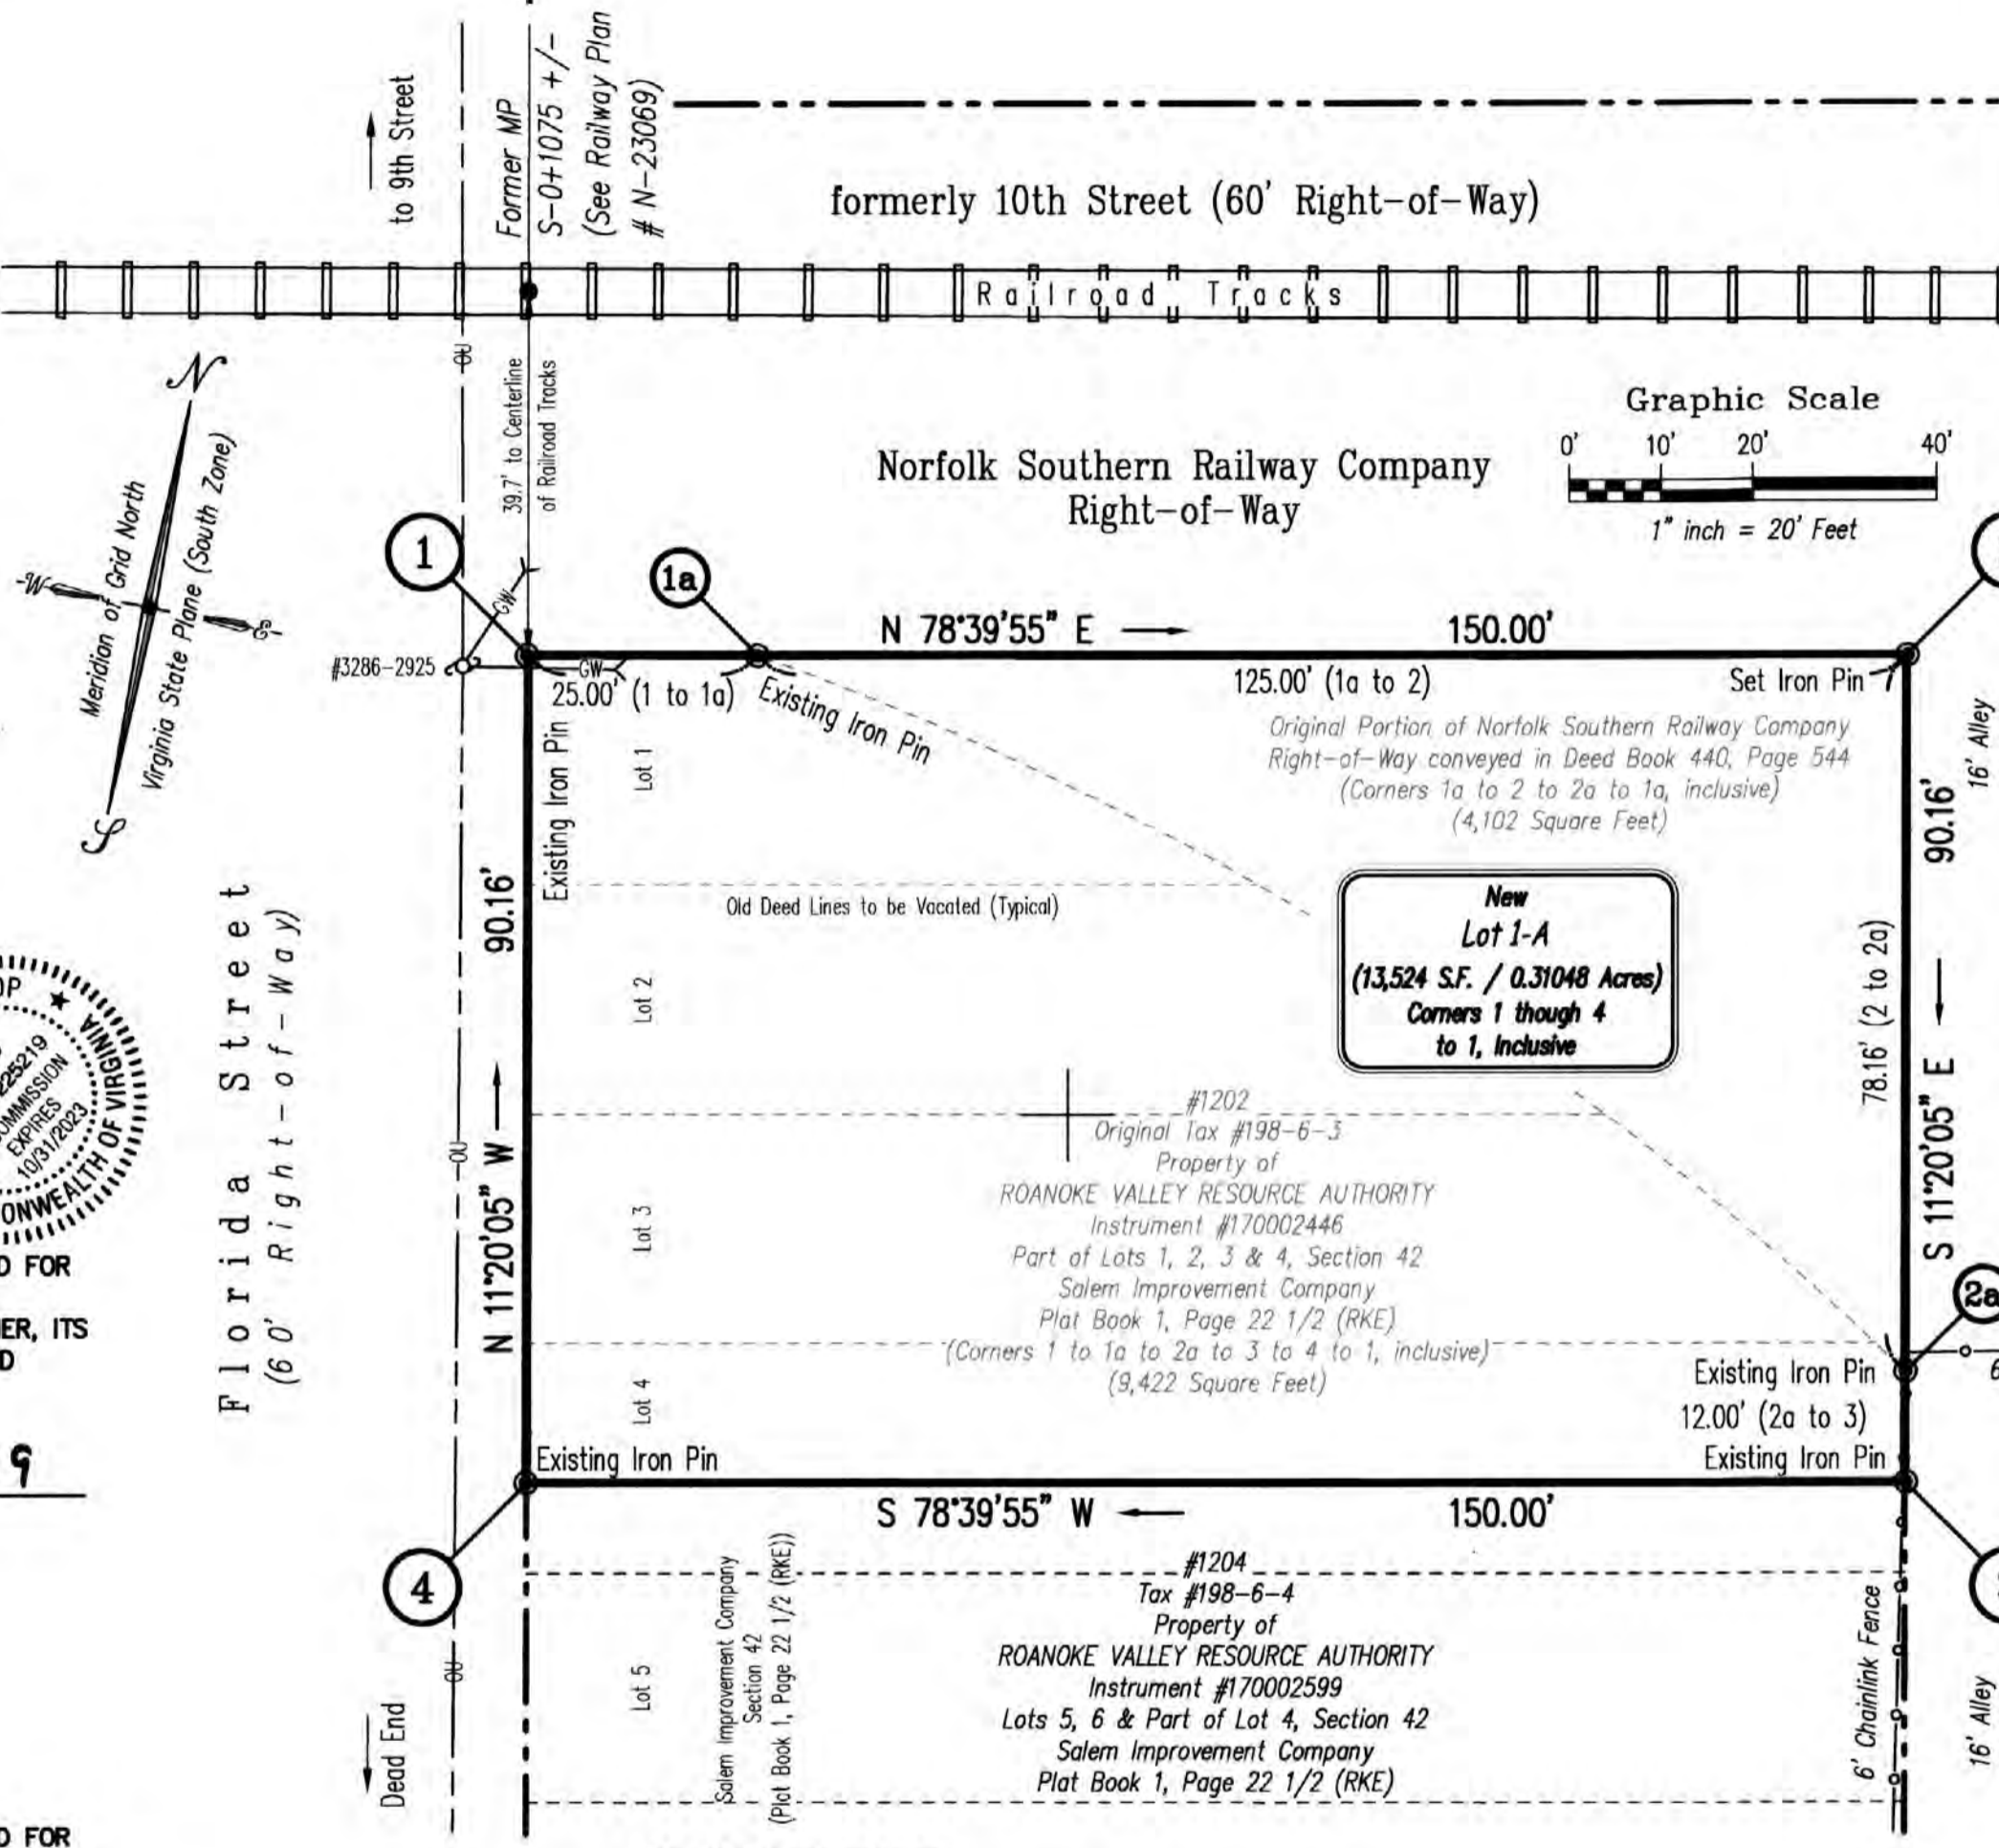 to 9th Street
Former MP
S-0+1075 +/-
(See Railway Plan
# N-23069)
formerly 10th Street (60' Right-of-Way)
Railroad Tracks
OU
39.7' to Centerline
of Railroad Tracks
N
-W-
-E-
S
Meridian of Grid North
Virginia State Plane (South Zone)
Norfolk Southern Railway Company
Right-of-Way
Graphic Scale
0' 10' 20' 40'
1" inch = 20' Feet
1
1a
GW
#3286-2925
GW
N 78°39'55" E
150.00'
25.00' (1 to 1a)
Existing Iron Pin
125.00' (1a to 2)
Set Iron Pin
16' Alley
Existing Iron Pin
Lot 1
Original Portion of Norfolk Southern Railway Company
Right-of-Way conveyed in Deed Book 440, Page 544
(Corners 1a to 2 to 2a to 1a, inclusive)
(4,102 Square Feet)
90.16'
S 11°20'05" E
78.16' (2 to 2a)
90.16'
N 11°20'05" W
Old Deed Lines to be Vacated (Typical)
New
Lot 1-A
(13,524 S.F. / 0.31048 Acres)
Corners 1 though 4
to 1, Inclusive
Lot 2
Florida Street
(60' Right-of-Way)
OP
225219
COMMISSION
EXPIRES
10/31/2023
ONWEALTH OF VIRGINIA
OU
#1202
Original Tax #198-6-3
Property of
ROANOKE VALLEY RESOURCE AUTHORITY
Instrument #170002446
Part of Lots 1, 2, 3 & 4, Section 42
Salem Improvement Company
Plat Book 1, Page 22 1/2 (RKE)
(Corners 1 to 1a to 2a to 3 to 4 to 1, inclusive)
(9,422 Square Feet)
Lot 3
D FOR
ER, ITS
D
9
Lot 4
2a
6
Existing Iron Pin
12.00' (2a to 3)
Existing Iron Pin
Existing Iron Pin
S 78°39'55" W
150.00'
4
#1204
Tax #198-6-4
Property of
ROANOKE VALLEY RESOURCE AUTHORITY
Instrument #170002599
Lots 5, 6 & Part of Lot 4, Section 42
Salem Improvement Company
Plat Book 1, Page 22 1/2 (RKE)
Lot 5
Salem Improvement Company
Section 42
(Plat Book 1, Page 22 1/2 (RKE))
OU
Dead End
6' Chainlink Fence
16' Alley
D FOR